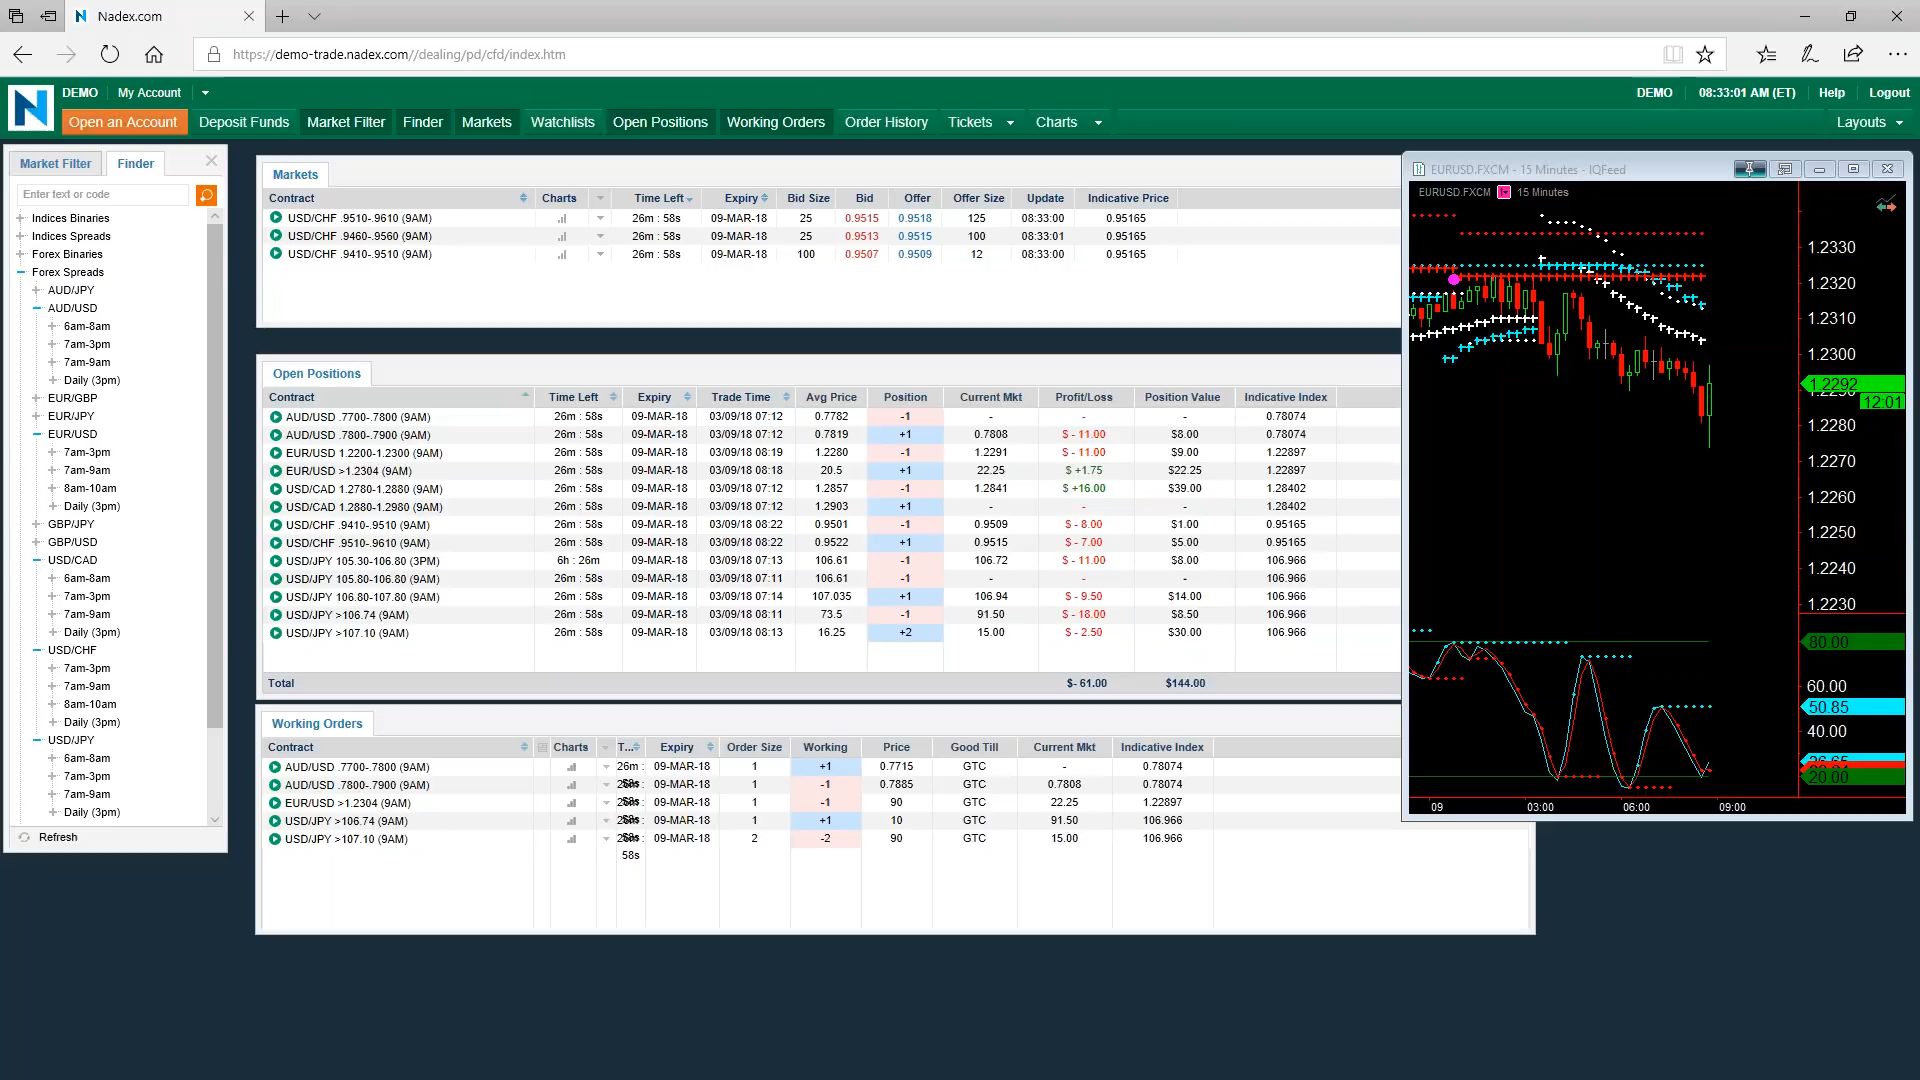 Nadex.com
https://demo-trade.nadex.com//dealing/pd/cfd/index.htm
DEMO My Account DEMO 08:33:01 AM (ET) Help Logout
N
Open an Account Deposit Funds Market Filter Finder Markets Watchlists Open Positions Working Orders Order History Tickets Charts Layouts
Market Filter Finder
Enter text or code
Indices Binaries
Indices Spreads
Forex Binaries
Forex Spreads
AUD/JPY
AUD/USD
6am-8am
7am-3pm
7am-9am
Daily (3pm)
EUR/GBP
EUR/JPY
EUR/USD
7am-3pm
7am-9am
8am-10am
Daily (3pm)
GBP/JPY
GBP/USD
USD/CAD
6am-8am
7am-3pm
7am-9am
Daily (3pm)
USD/CHF
7am-3pm
7am-9am
8am-10am
Daily (3pm)
USD/JPY
6am-8am
7am-3pm
7am-9am
Daily (3pm)
Refresh
Markets
Contract Charts Time Left Expiry Bid Size Bid Offer Offer Size Update Indicative Price
USD/CHF .9510-.9610 (9AM) 26m : 58s 09-MAR-18 25 0.9515 0.9518 125 08:33:00 0.95165
USD/CHF .9460-.9560 (9AM) 26m : 58s 09-MAR-18 25 0.9513 0.9515 100 08:33:01 0.95165
USD/CHF .9410-.9510 (9AM) 26m : 58s 09-MAR-18 100 0.9507 0.9509 12 08:33:00 0.95165
Open Positions
Contract Time Left Expiry Trade Time Avg Price Position Current Mkt Profit/Loss Position Value Indicative Index
AUD/USD .7700-.7800 (9AM) 26m : 58s 09-MAR-18 03/09/18 07:12 0.7782 -1 - - - 0.78074
AUD/USD .7800-.7900 (9AM) 26m : 58s 09-MAR-18 03/09/18 07:12 0.7819 +1 0.7808 $ - 11.00 $8.00 0.78074
EUR/USD 1.2200-1.2300 (9AM) 26m : 58s 09-MAR-18 03/09/18 08:19 1.2280 -1 1.2291 $ - 11.00 $9.00 1.22897
EUR/USD >1.2304 (9AM) 26m : 58s 09-MAR-18 03/09/18 08:18 20.5 +1 22.25 $ +1.75 $22.25 1.22897
USD/CAD 1.2780-1.2880 (9AM) 26m : 58s 09-MAR-18 03/09/18 07:12 1.2857 -1 1.2841 $ +16.00 $39.00 1.28402
USD/CAD 1.2880-1.2980 (9AM) 26m : 58s 09-MAR-18 03/09/18 07:12 1.2903 +1 - - - 1.28402
USD/CHF .9410-.9510 (9AM) 26m : 58s 09-MAR-18 03/09/18 08:22 0.9501 -1 0.9509 $ - 8.00 $1.00 0.95165
USD/CHF .9510-.9610 (9AM) 26m : 58s 09-MAR-18 03/09/18 08:22 0.9522 +1 0.9515 $ - 7.00 $5.00 0.95165
USD/JPY 105.30-106.80 (3PM) 6h : 26m 09-MAR-18 03/09/18 07:13 106.61 -1 106.72 $ - 11.00 $8.00 106.966
USD/JPY 105.80-106.80 (9AM) 26m : 58s 09-MAR-18 03/09/18 07:11 106.61 -1 - - - 106.966
USD/JPY 106.80-107.80 (9AM) 26m : 58s 09-MAR-18 03/09/18 07:14 107.035 +1 106.94 $ - 9.50 $14.00 106.966
USD/JPY >106.74 (9AM) 26m : 58s 09-MAR-18 03/09/18 08:11 73.5 -1 91.50 $ - 18.00 $8.50 106.966
USD/JPY >107.10 (9AM) 26m : 58s 09-MAR-18 03/09/18 08:13 16.25 +2 15.00 $ - 2.50 $30.00 106.966
Total $- 61.00 $144.00
Working Orders
Contract Charts T... Expiry Order Size Working Price Good Till Current Mkt Indicative Index
AUD/USD .7700-.7800 (9AM) 26m : 09-MAR-18 1 +1 0.7715 GTC - 0.78074
AUD/USD .7800-.7900 (9AM) 09-MAR-18 1 -1 0.7885 GTC 0.7808 0.78074
EUR/USD >1.2304 (9AM) 09-MAR-18 1 -1 90 GTC 22.25 1.22897
USD/JPY >106.74 (9AM) 09-MAR-18 1 +1 10 GTC 91.50 106.966
USD/JPY >107.10 (9AM) 09-MAR-18 2 -2 90 GTC 15.00 106.966
58s
EURUSD.FXCM - 15 Minutes - IQFeed
EURUSD.FXCM 15 Minutes
1.2330
1.2320
1.2310
1.2300
1.2292
12:01
1.2280
1.2270
1.2260
1.2250
1.2240
1.2230
80.00
60.00
50.85
40.00
20.00
09 03:00 06:00 09:00